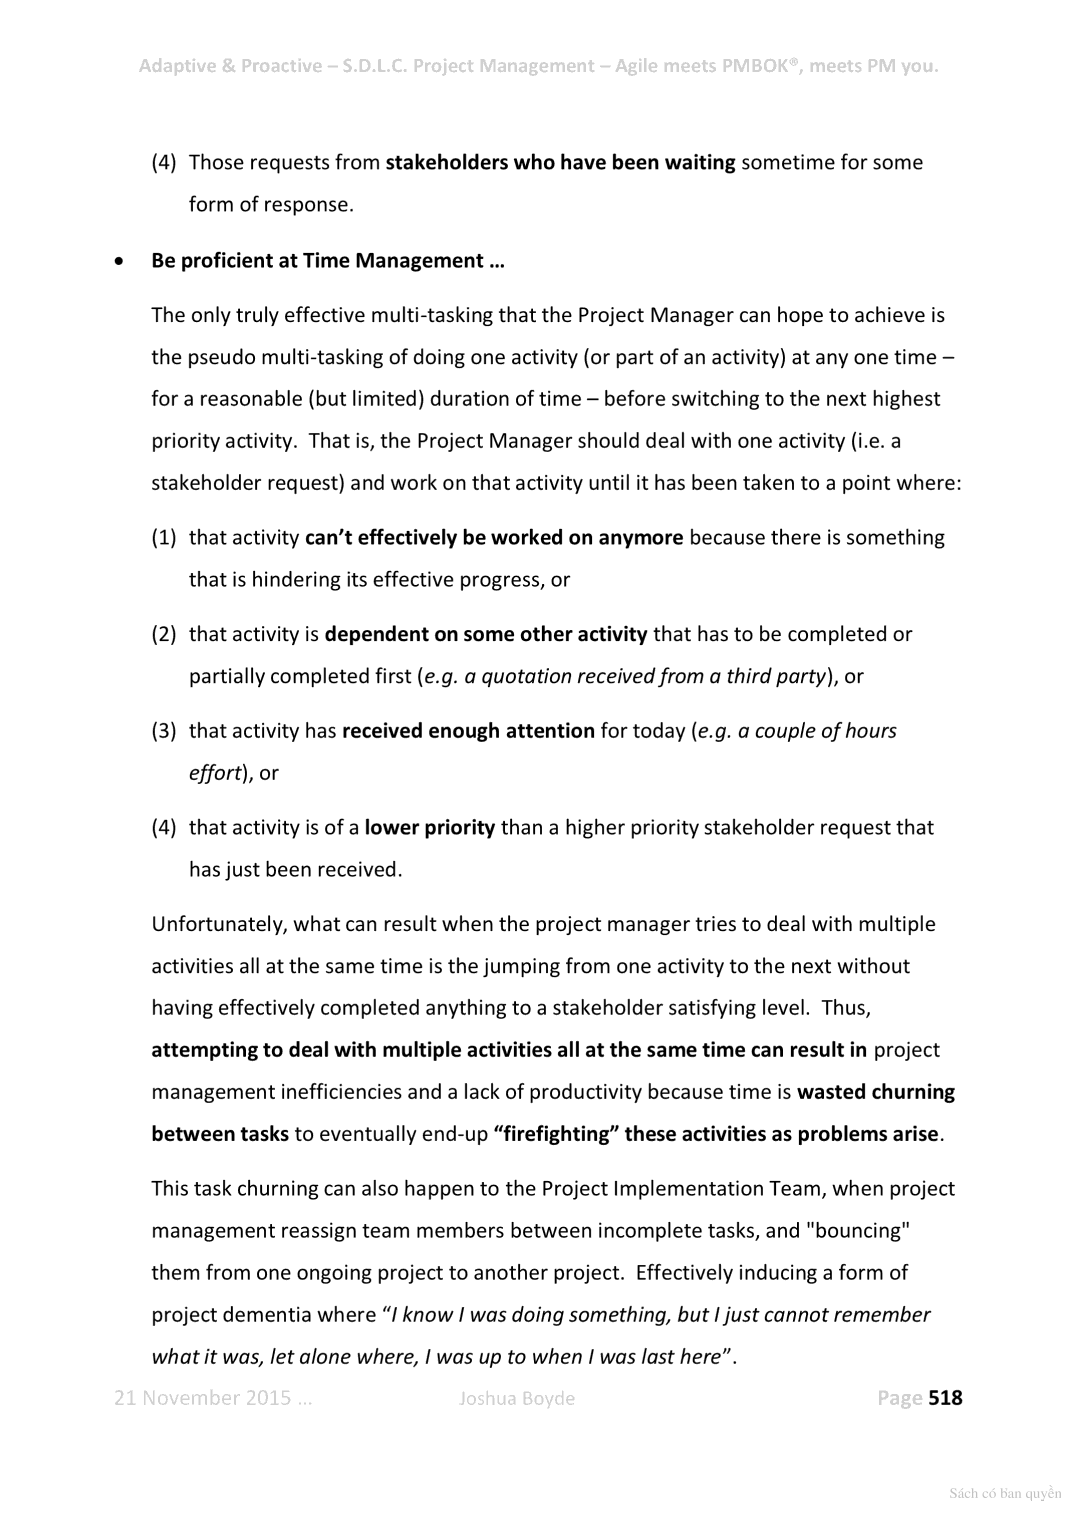 Adaptive & Proactive – S.D.L.C. Project Management – Agile meets PMBOK®, meets PM you.
(4) Those requests from stakeholders who have been waiting sometime for some
form of response.
• Be proficient at Time Management …
The only truly effective multi-tasking that the Project Manager can hope to achieve is
the pseudo multi-tasking of doing one activity (or part of an activity) at any one time –
for a reasonable (but limited) duration of time – before switching to the next highest
priority activity.  That is, the Project Manager should deal with one activity (i.e. a
stakeholder request) and work on that activity until it has been taken to a point where:
(1) that activity can’t effectively be worked on anymore because there is something
that is hindering its effective progress, or
(2) that activity is dependent on some other activity that has to be completed or
partially completed first (e.g. a quotation received from a third party), or
(3) that activity has received enough attention for today (e.g. a couple of hours
effort), or
(4) that activity is of a lower priority than a higher priority stakeholder request that
has just been received.
Unfortunately, what can result when the project manager tries to deal with multiple
activities all at the same time is the jumping from one activity to the next without
having effectively completed anything to a stakeholder satisfying level.  Thus,
attempting to deal with multiple activities all at the same time can result in project
management inefficiencies and a lack of productivity because time is wasted churning
between tasks to eventually end-up “firefighting” these activities as problems arise.
This task churning can also happen to the Project Implementation Team, when project
management reassign team members between incomplete tasks, and "bouncing"
them from one ongoing project to another project.  Effectively inducing a form of
project dementia where “I know I was doing something, but I just cannot remember
what it was, let alone where, I was up to when I was last here”.
21 November 2015 … Joshua Boyde Page 518
Sách có bản quyền